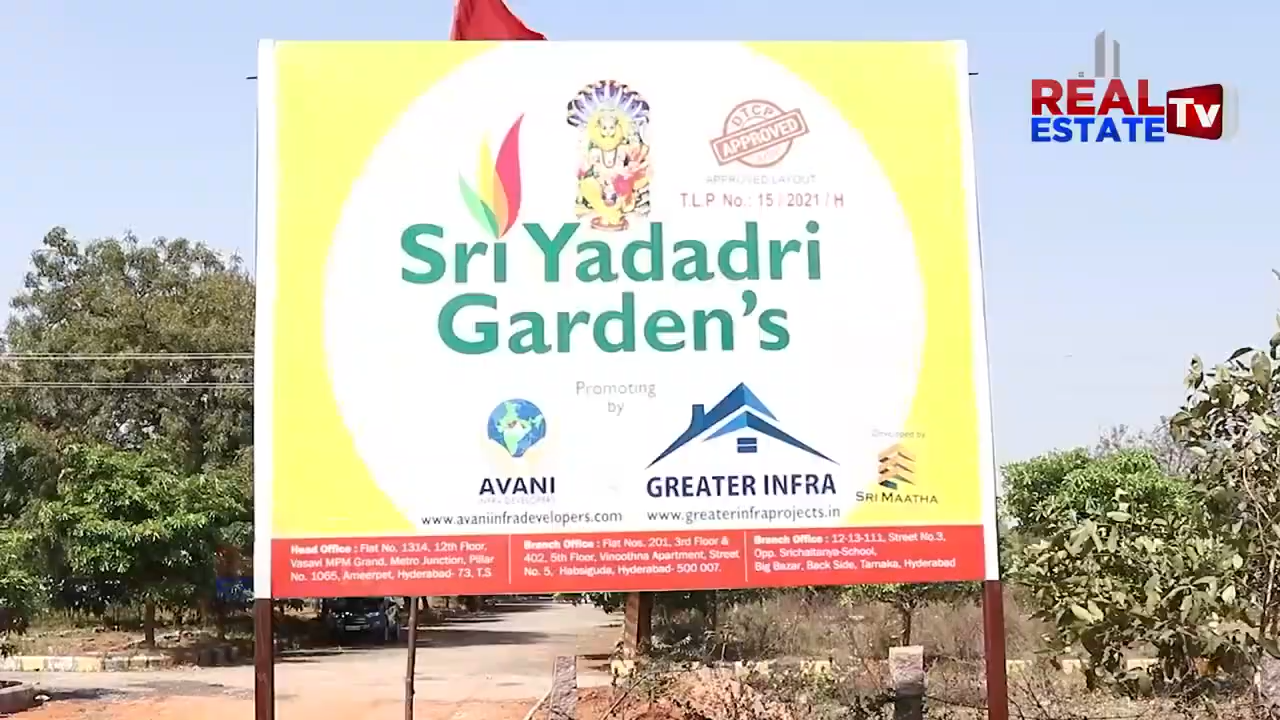 REAL
ESTATE Tv
DTCP
APPROVED
APPROVED LAYOUT
T.L.P No.: 15 / 2021 / H
Sri Yadadri
Garden's
Promoting
by
AVANI
INFRA DEVELOPERS
www.avaniinfradevelopers.com
GREATER INFRA
www.greaterinfraprojects.in
Developed by
SRI MAATHA
Head Office : Flat No. 1314, 12th Floor,
Vasavi MPM Grand, Metro Junction, Pillar
No. 1065, Ameerpet, Hyderabad- 73, T.S.
Branch Office : Flat Nos. 201, 3rd Floor &
402, 5th Floor, Vinoothna Apartment, Street
No. 5, Habsiguda, Hyderabad- 500 007.
Branch Office : 12-13-111, Street No.3,
Opp. Srichaitanya-School,
Big Bazar, Back Side, Tarnaka, Hyderabad